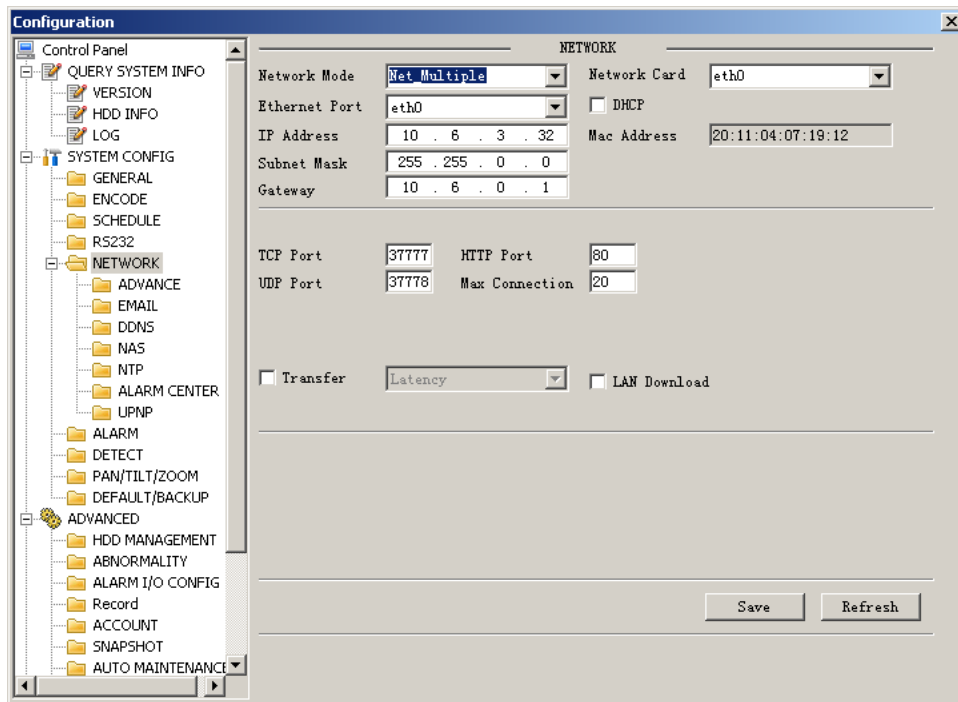 Configuration
Control Panel
QUERY SYSTEM INFO
VERSION
HDD INFO
LOG
SYSTEM CONFIG
GENERAL
ENCODE
SCHEDULE
RS232
NETWORK
ADVANCE
EMAIL
DDNS
NAS
NTP
ALARM CENTER
UPNP
ALARM
DETECT
PAN/TILT/ZOOM
DEFAULT/BACKUP
ADVANCED
HDD MANAGEMENT
ABNORMALITY
ALARM I/O CONFIG
Record
ACCOUNT
SNAPSHOT
AUTO MAINTENANCE
NETWORK
Network Mode Net_Multiple Network Card eth0
Ethernet Port eth0 DHCP
IP Address 10 . 6 . 3 . 32 Mac Address 20:11:04:07:19:12
Subnet Mask 255 . 255 . 0 . 0
Gateway 10 . 6 . 0 . 1
TCP Port 37777 HTTP Port 80
UDP Port 37778 Max Connection 20
Transfer Latency LAN Download
Save Refresh